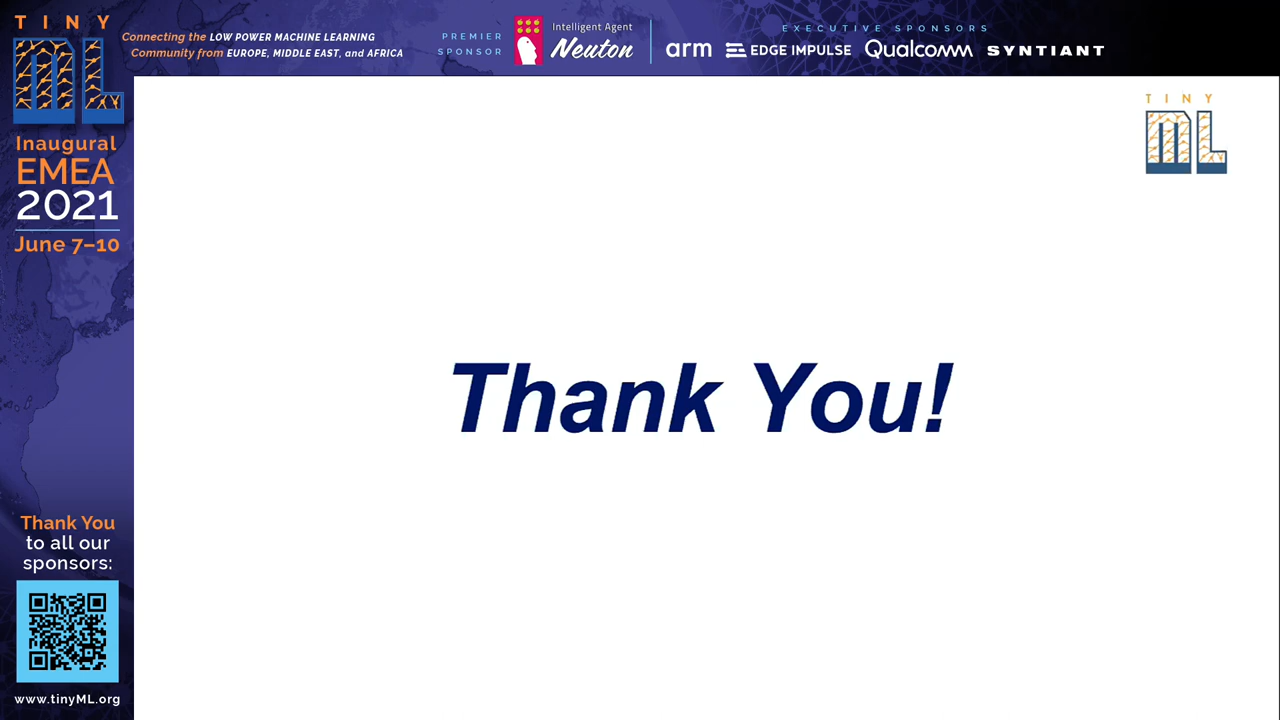 TINY
ML
Connecting the LOW POWER MACHINE LEARNING
Community from EUROPE, MIDDLE EAST, and AFRICA
PREMIER
SPONSOR
Intelligent Agent
Neuton
EXECUTIVE SPONSORS
arm
EDGE IMPULSE
Qualcomm
SYNTIANT
TINY
ML
Inaugural
EMEA
2021
June 7–10
Thank You!
Thank You
to all our
sponsors:
www.tinyML.org